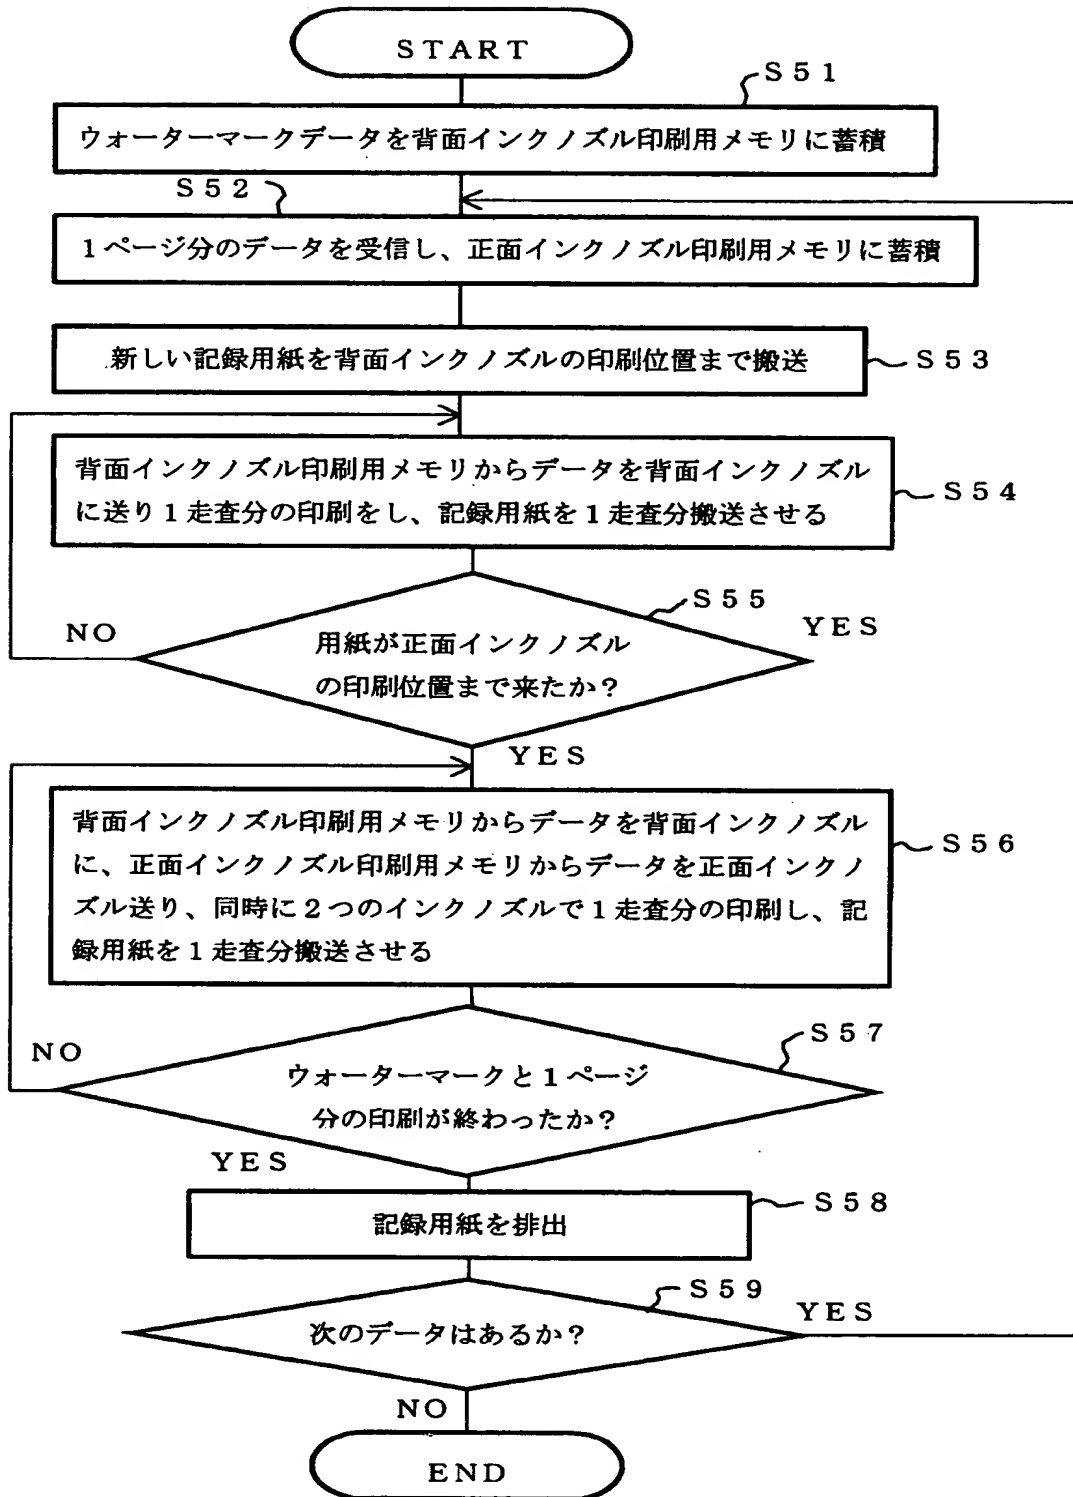 START
S51
ウォーターマークデータを背面インクノズル印刷用メモリに蓄積
S52
1ページ分のデータを受信し、正面インクノズル印刷用メモリに蓄積
新しい記録用紙を背面インクノズルの印刷位置まで搬送
S53
背面インクノズル印刷用メモリからデータを背面インクノズル
に送り1走査分の印刷をし、記録用紙を1走査分搬送させる
S54
S55
NO
YES
用紙が正面インクノズル
の印刷位置まで来たか?
YES
背面インクノズル印刷用メモリからデータを背面インクノズル
に、正面インクノズル印刷用メモリからデータを正面インクノ
ズル送り、同時に2つのインクノズルで1走査分の印刷し、記
録用紙を1走査分搬送させる
S56
S57
NO
ウォーターマークと1ページ
分の印刷が終わったか?
YES
S58
記録用紙を排出
S59
YES
次のデータはあるか?
NO
END